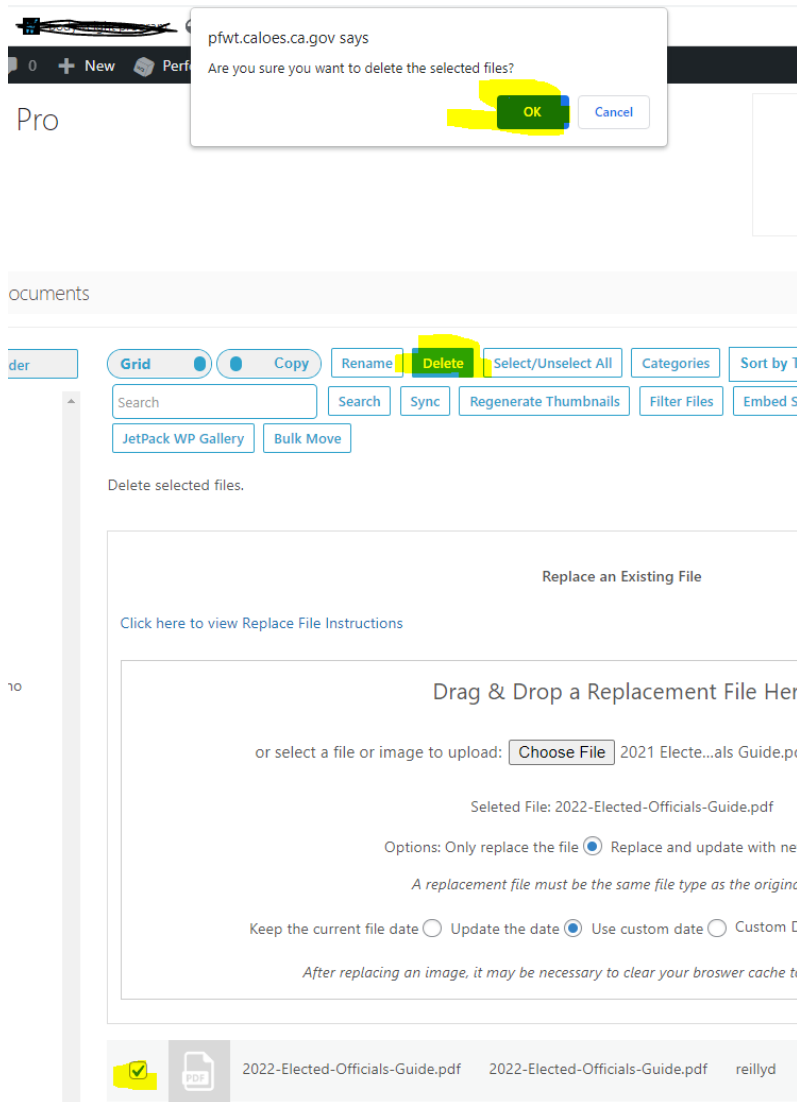 pfwt.caloes.ca.gov says
Are you sure you want to delete the selected files?
OK Cancel
0 + New Perf
Pro
ocuments
der Grid Copy Rename Delete Select/Unselect All Categories Sort by T
Search Search Sync Regenerate Thumbnails Filter Files Embed S
JetPack WP Gallery Bulk Move
Delete selected files.
Replace an Existing File
Click here to view Replace File Instructions
no
Drag & Drop a Replacement File Her
or select a file or image to upload: Choose File 2021 Electe...als Guide.pd
Seleted File: 2022-Elected-Officials-Guide.pdf
Options: Only replace the file Replace and update with ne
A replacement file must be the same file type as the origina
Keep the current file date Update the date Use custom date Custom D
After replacing an image, it may be necessary to clear your broswer cache to
PDF 2022-Elected-Officials-Guide.pdf 2022-Elected-Officials-Guide.pdf reillyd